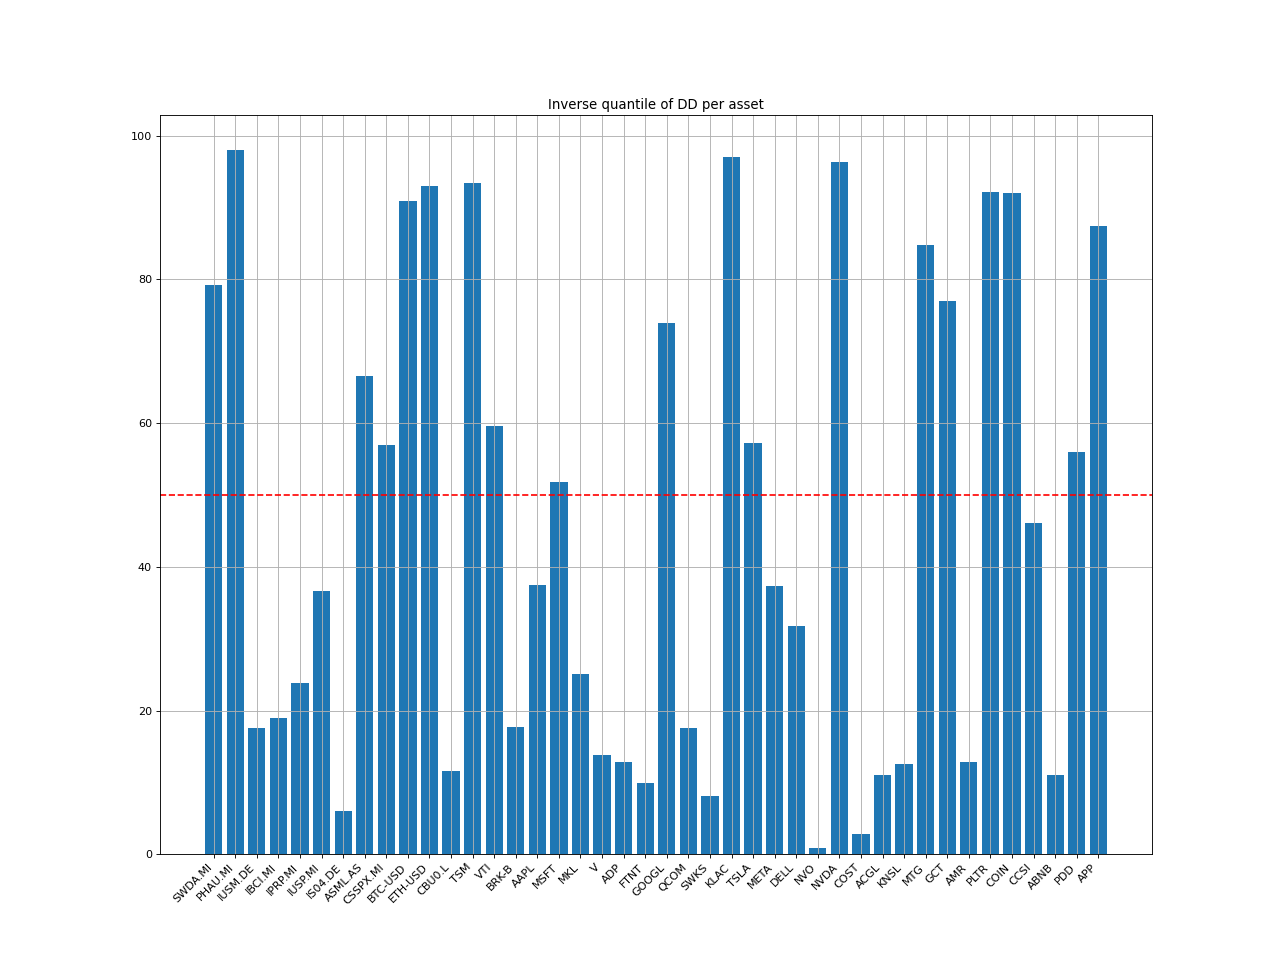 Inverse quantile of DD per asset
100
80
60
40
20
0
SWDA.MI
PHAU.MI
IUSM.DE
IBCI.MI
IPRP.MI
IUSP.MI
IS04.DE
ASML.AS
CSSPX.MI
BTC-USD
ETH-USD
CBU0.L
TSM
VTI
BRK-B
AAPL
MSFT
MKL
V
ADP
FTNT
GOOGL
QCOM
SWKS
KLAC
TSLA
META
DELL
NVO
NVDA
COST
ACGL
KNSL
MTG
GCT
AMR
PLTR
COIN
CCSI
ABNB
PDD
APP